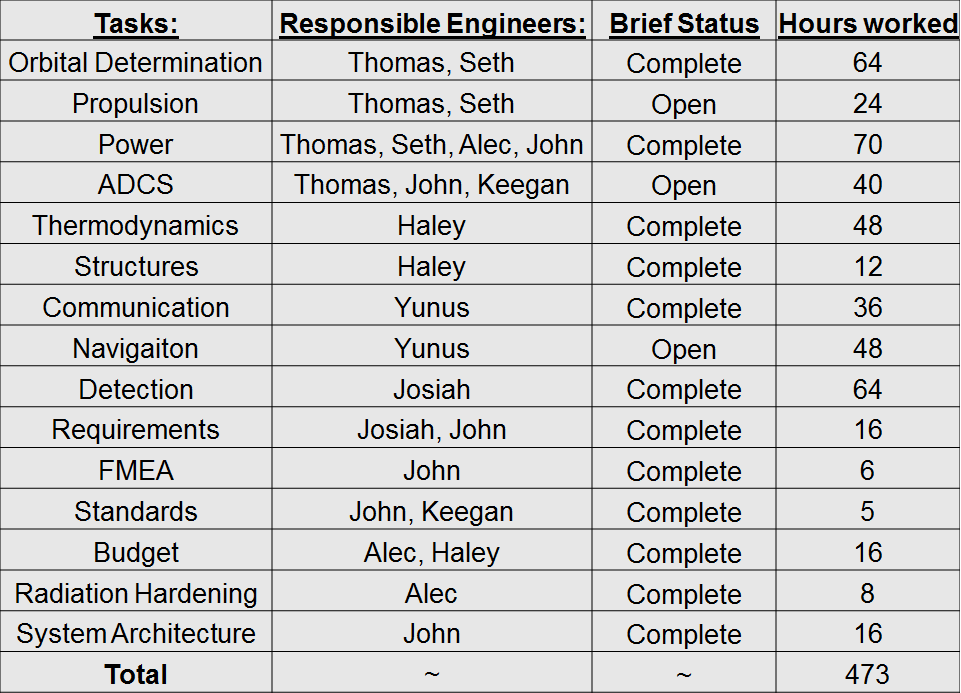 Tasks: Responsible Engineers: Brief Status Hours worked
Orbital Determination Thomas, Seth Complete 64
Propulsion Thomas, Seth Open 24
Power Thomas, Seth, Alec, John Complete 70
ADCS Thomas, John, Keegan Open 40
Thermodynamics Haley Complete 48
Structures Haley Complete 12
Communication Yunus Complete 36
Navigaiton Yunus Open 48
Detection Josiah Complete 64
Requirements Josiah, John Complete 16
FMEA John Complete 6
Standards John, Keegan Complete 5
Budget Alec, Haley Complete 16
Radiation Hardening Alec Complete 8
System Architecture John Complete 16
Total ~ ~ 473